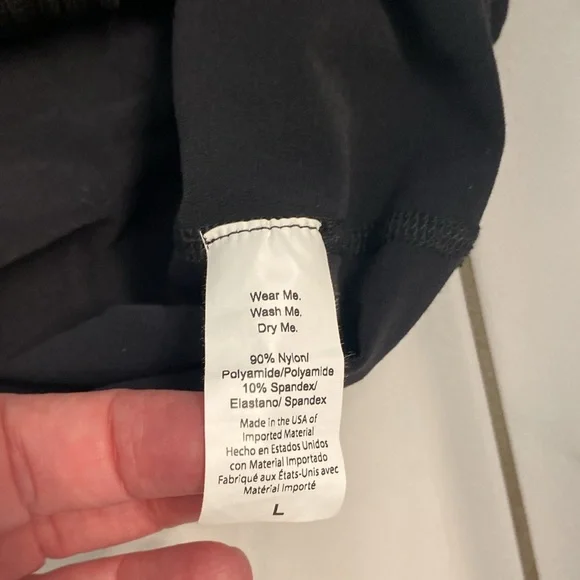 Wear Me.
Wash Me.
Dry Me.
90% Nylon/
Polyamide/Polyamide
10% Spandex/
Elastano/ Spandex
Made in the USA of
Imported Material
Hecho en Estados Unidos
con Material Importado
Fabriqué aux États-Unis avec
Matérial Importé
L